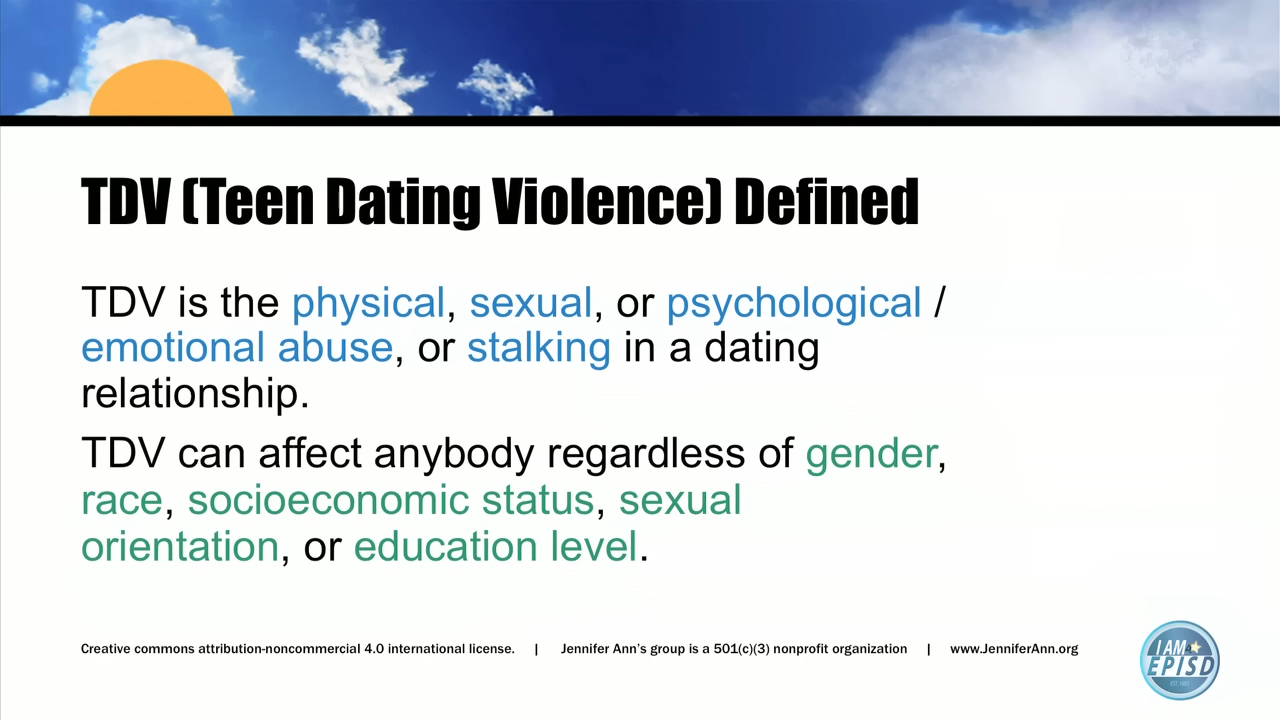 TDV (Teen Dating Violence) Defined
TDV is the physical, sexual, or psychological /
emotional abuse, or stalking in a dating
relationship.
TDV can affect anybody regardless of gender,
race, socioeconomic status, sexual
orientation, or education level.
Creative commons attribution-noncommercial 4.0 international license. | Jennifer Ann’s group is a 501(c)(3) nonprofit organization | www.JenniferAnn.org
I AM
EPISD